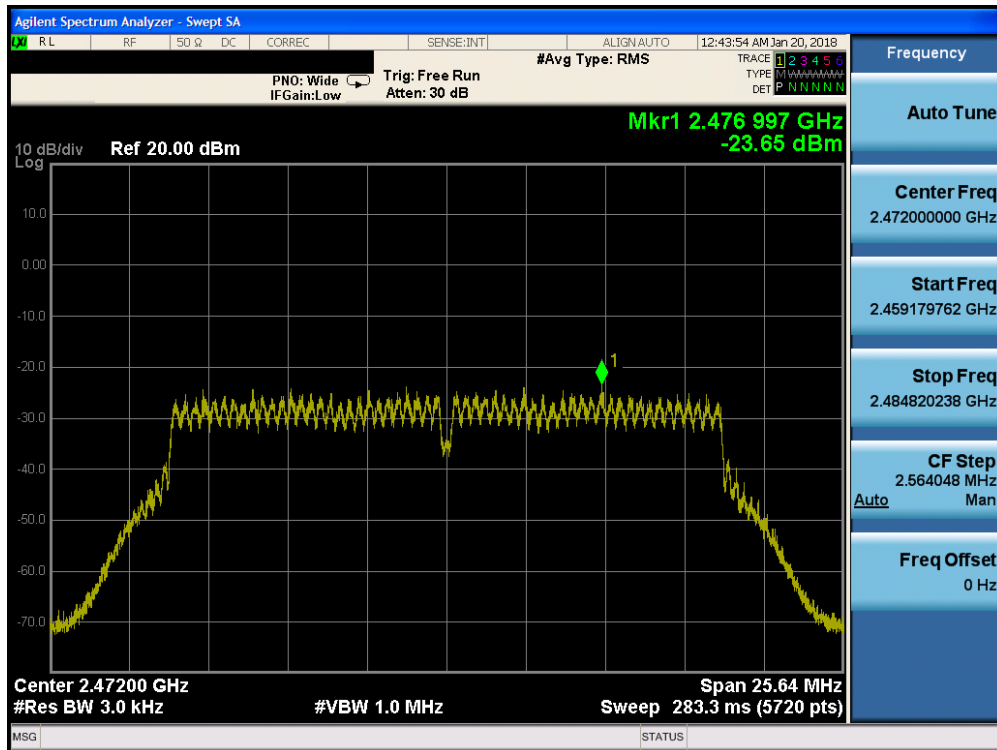 Agilent Spectrum Analyzer - Swept SA
LXI RL RF 50 Ω DC CORREC SENSE:INT ALIGN AUTO 12:43:54 AM Jan 20, 2018
PNO: Wide Trig: Free Run #Avg Type: RMS TRACE 1 2 3 4 5 6
IFGain:Low Atten: 30 dB TYPE M WWWWW
DET P N N N N N
Mkr1 2.476 997 GHz
-23.65 dBm
10 dB/div Ref 20.00 dBm
Log
10.0
0.00
-10.0
-20.0
1
-30.0
-40.0
-50.0
-60.0
-70.0
Center 2.47200 GHz Span 25.64 MHz
#Res BW 3.0 kHz #VBW 1.0 MHz Sweep 283.3 ms (5720 pts)
MSG STATUS
Frequency
Auto Tune
Center Freq
2.472000000 GHz
Start Freq
2.459179762 GHz
Stop Freq
2.484820238 GHz
CF Step
2.564048 MHz
Auto Man
Freq Offset
0 Hz